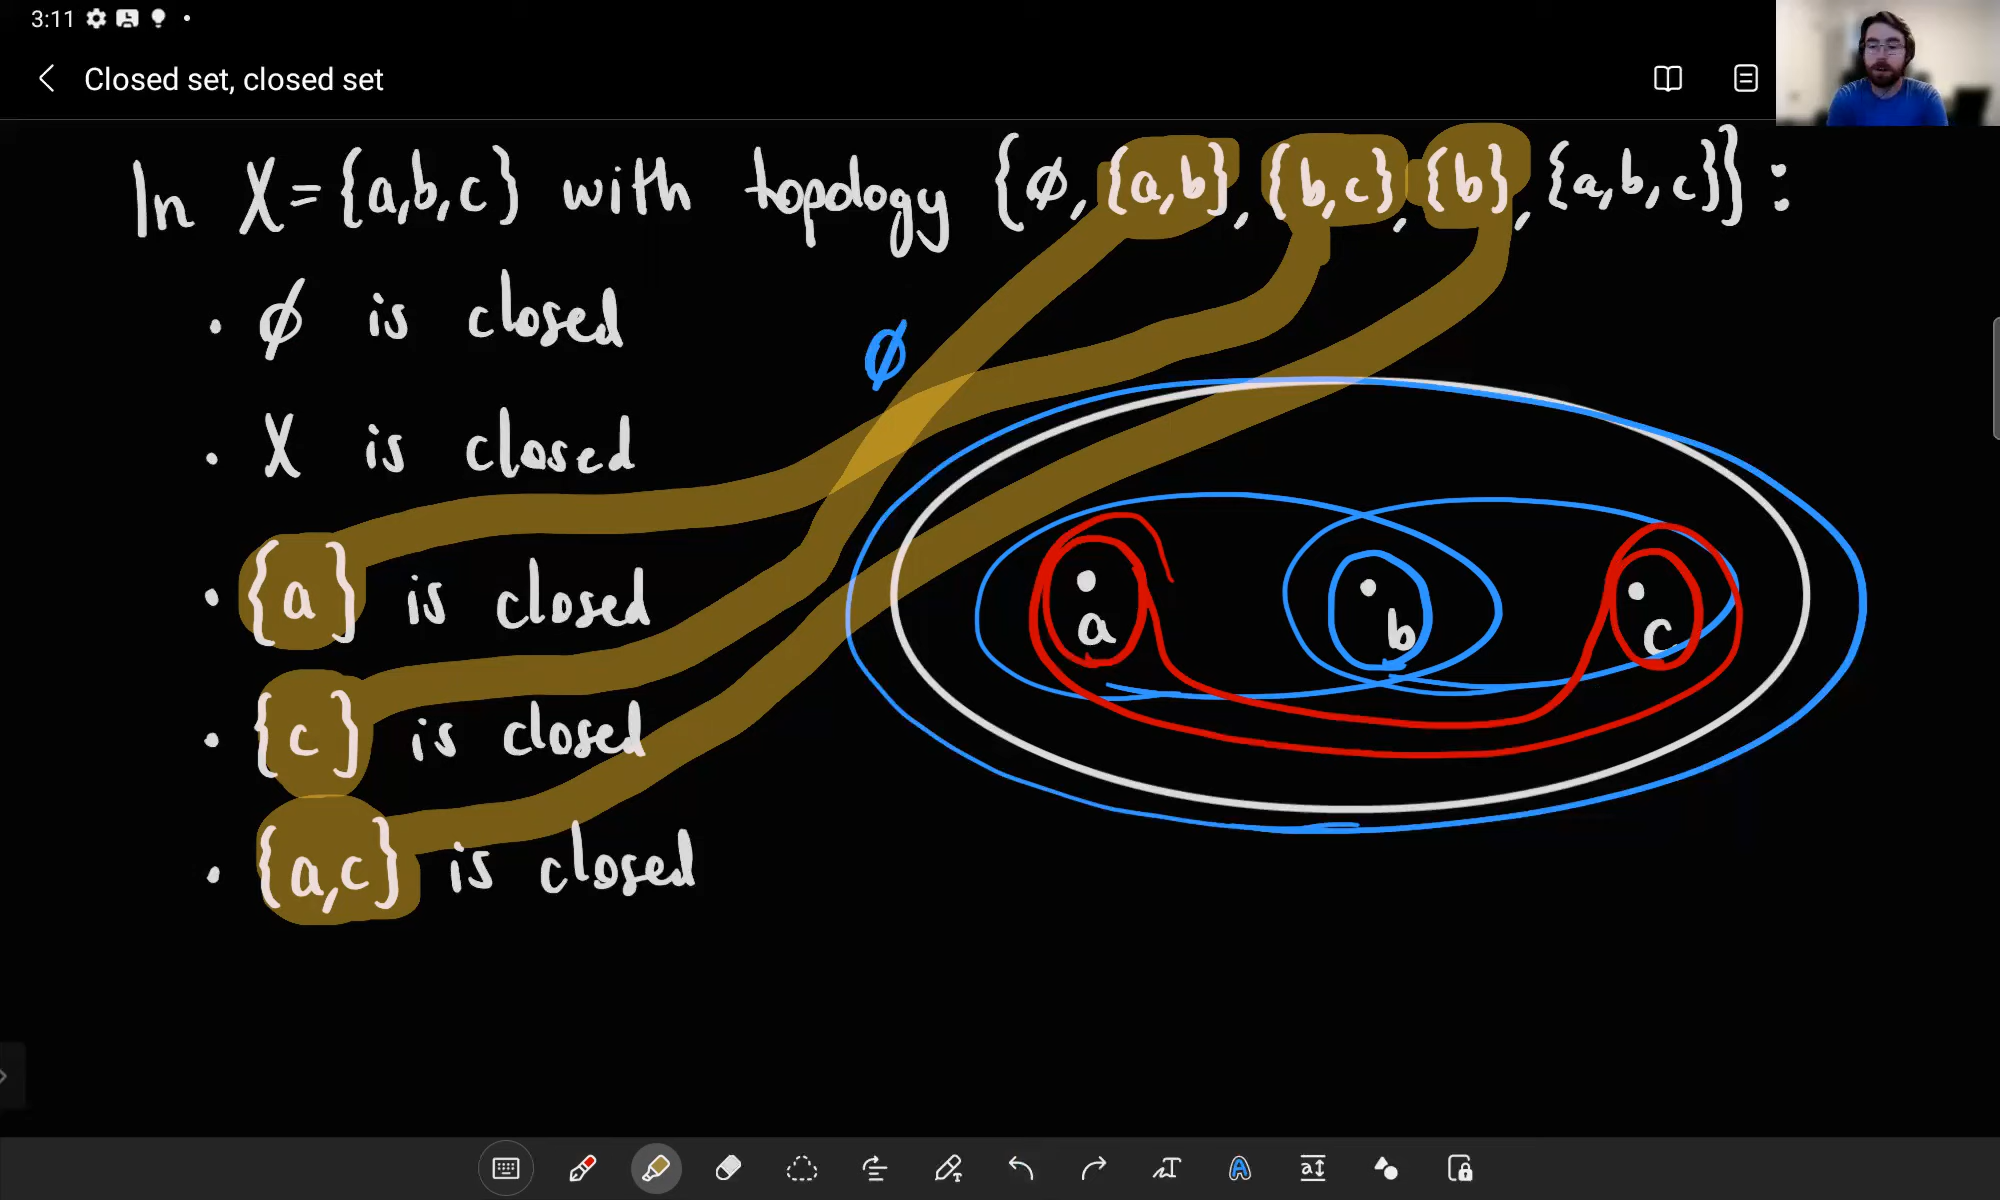 3:11
Closed set, closed set
In X={a,b,c} with topology {ϕ, {a,b}, {b,c}, {b}, {a,b,c}}:
• ϕ is closed
ϕ
• X is closed
• {a} is closed
a b c
• {c} is closed
• {a,c} is closed